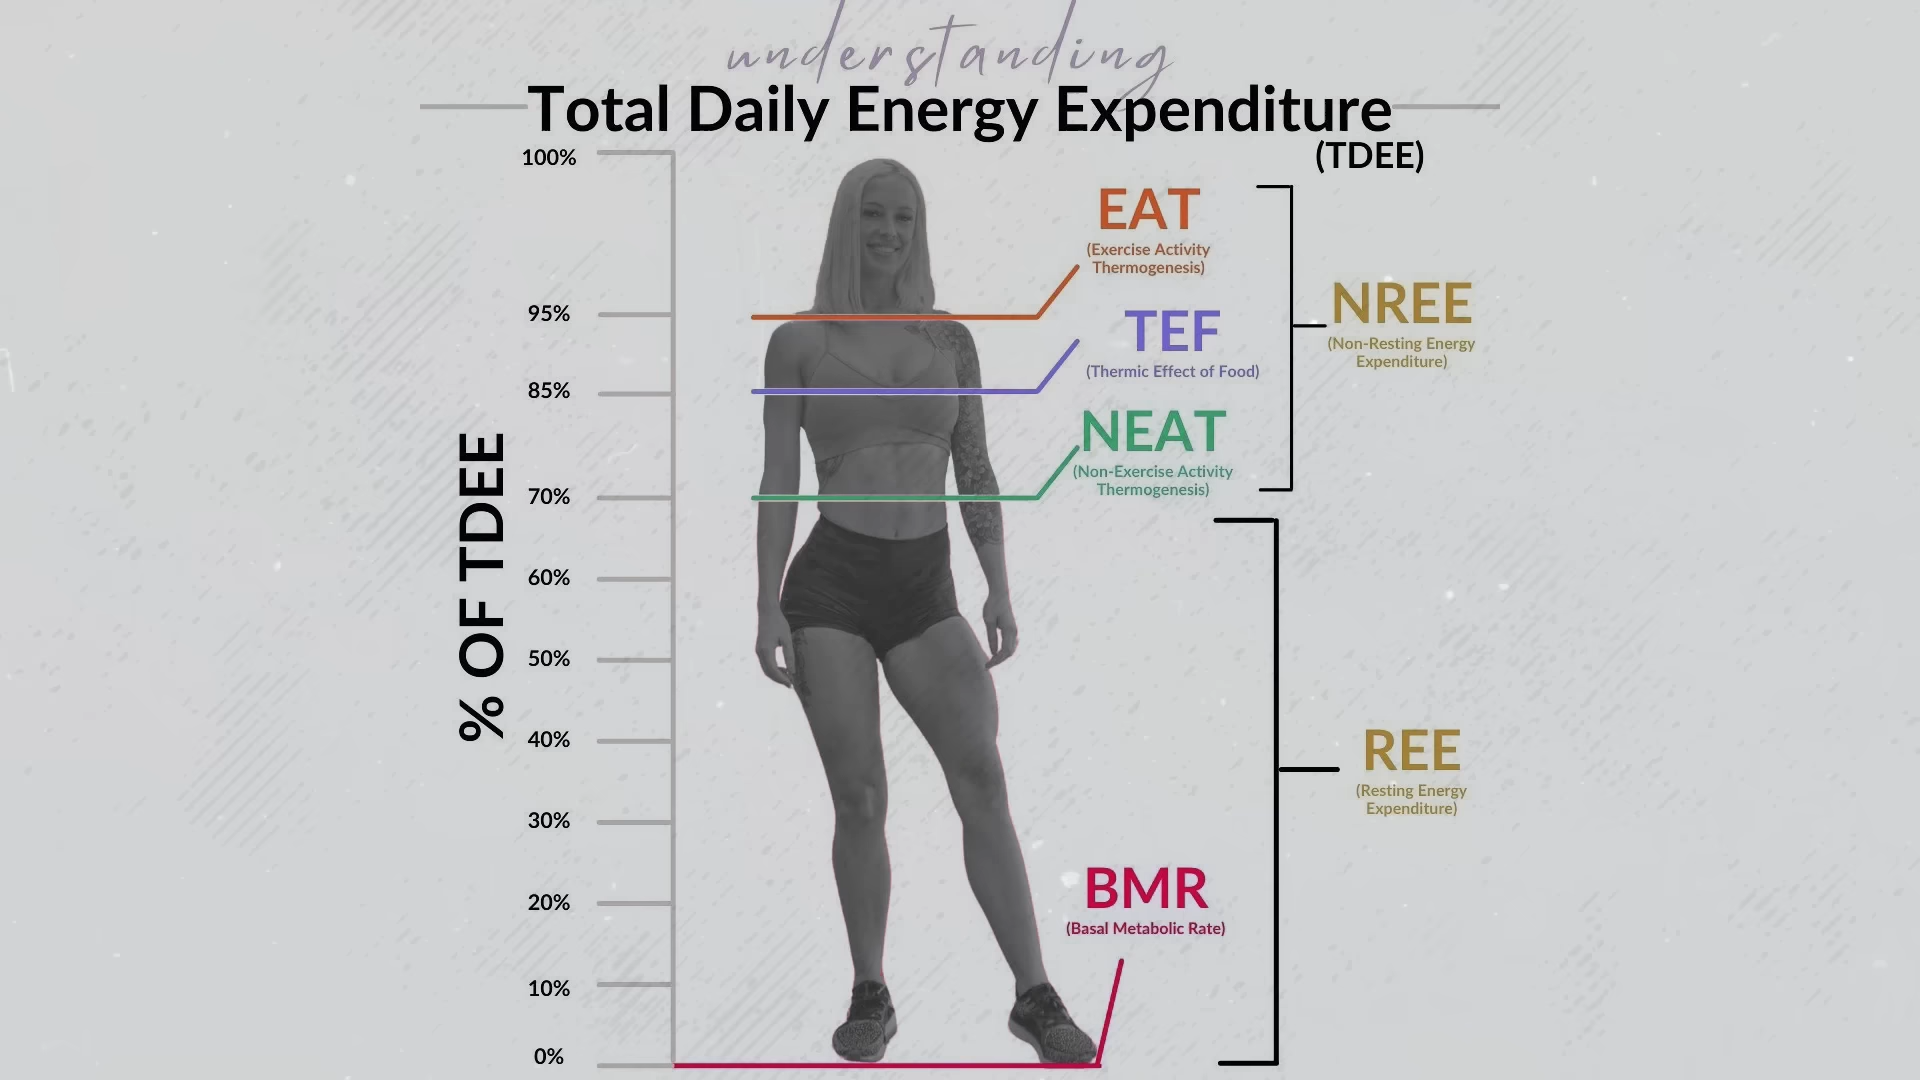 understanding
Total Daily Energy Expenditure
(TDEE)
% OF TDEE
100%
95%
85%
70%
60%
50%
40%
30%
20%
10%
0%
EAT
(Exercise Activity
Thermogenesis)
TEF
(Thermic Effect of Food)
NEAT
(Non-Exercise Activity
Thermogenesis)
NREE
(Non-Resting Energy
Expenditure)
REE
(Resting Energy
Expenditure)
BMR
(Basal Metabolic Rate)